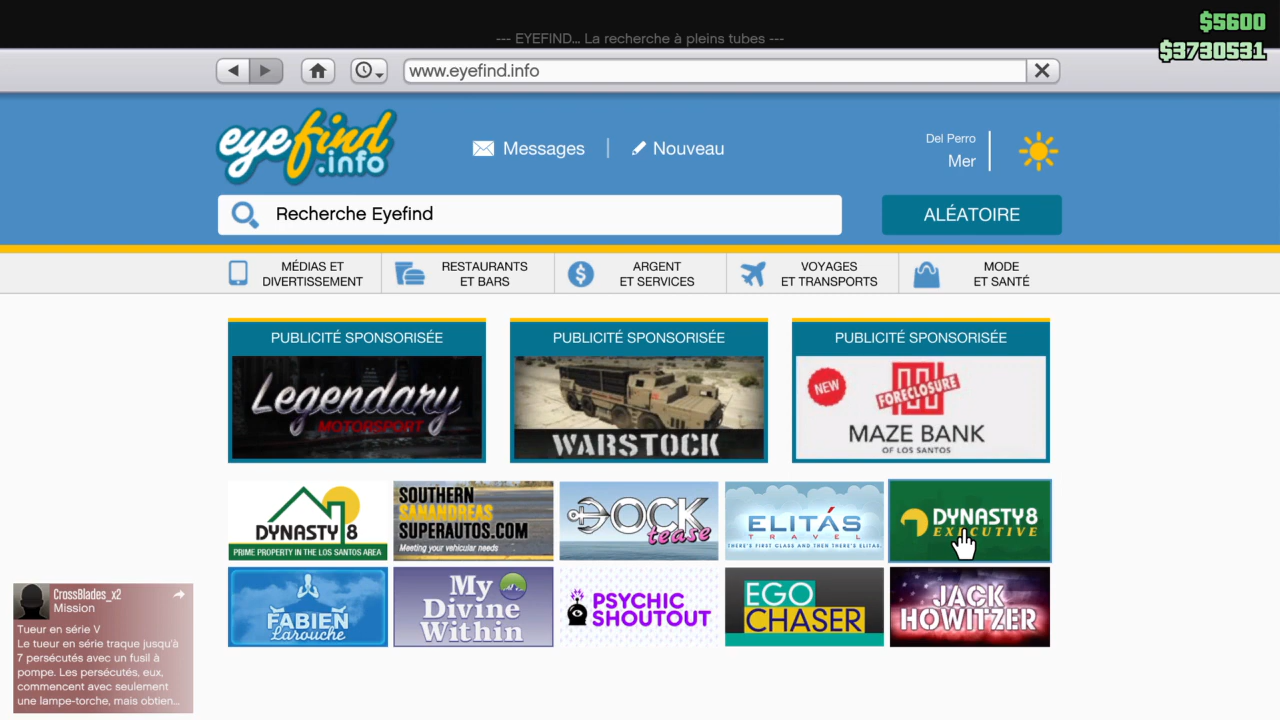 $5600
--- EYEFIND... La recherche à pleins tubes ---
$3730531
www.eyefind.info
eyefind
.info
Messages
Nouveau
Del Perro
Mer
Recherche Eyefind
ALÉATOIRE
MÉDIAS ET
DIVERTISSEMENT
RESTAURANTS
ET BARS
ARGENT
ET SERVICES
VOYAGES
ET TRANSPORTS
MODE
ET SANTÉ
PUBLICITÉ SPONSORISÉE
Legendary
MOTORSPORT
PUBLICITÉ SPONSORISÉE
WARSTOCK
PUBLICITÉ SPONSORISÉE
NEW
FORECLOSURE
MAZE BANK
OF LOS SANTOS
DYNASTY 8
PRIME PROPERTY IN THE LOS SANTOS AREA
SOUTHERN
SANANDREAS
SUPERAUTOS.COM
Meeting your vehicular needs
DOCK
tease
ELITÁS
TRAVEL
THERE'S FIRST CLASS AND THEN THERE'S ELITÁS.
DYNASTY 8
EXECUTIVE
FABIEN
Larouche
My
Divine
Within
PSYCHIC
SHOUTOUT
EGO
CHASER
JACK
HOWITZER
CrossBlades_x2
Mission
Tueur en série V
Le tueur en série traque jusqu'à
7 persécutés avec un fusil à
pompe. Les persécutés, eux,
commencent avec seulement
une lampe-torche, mais obtien...